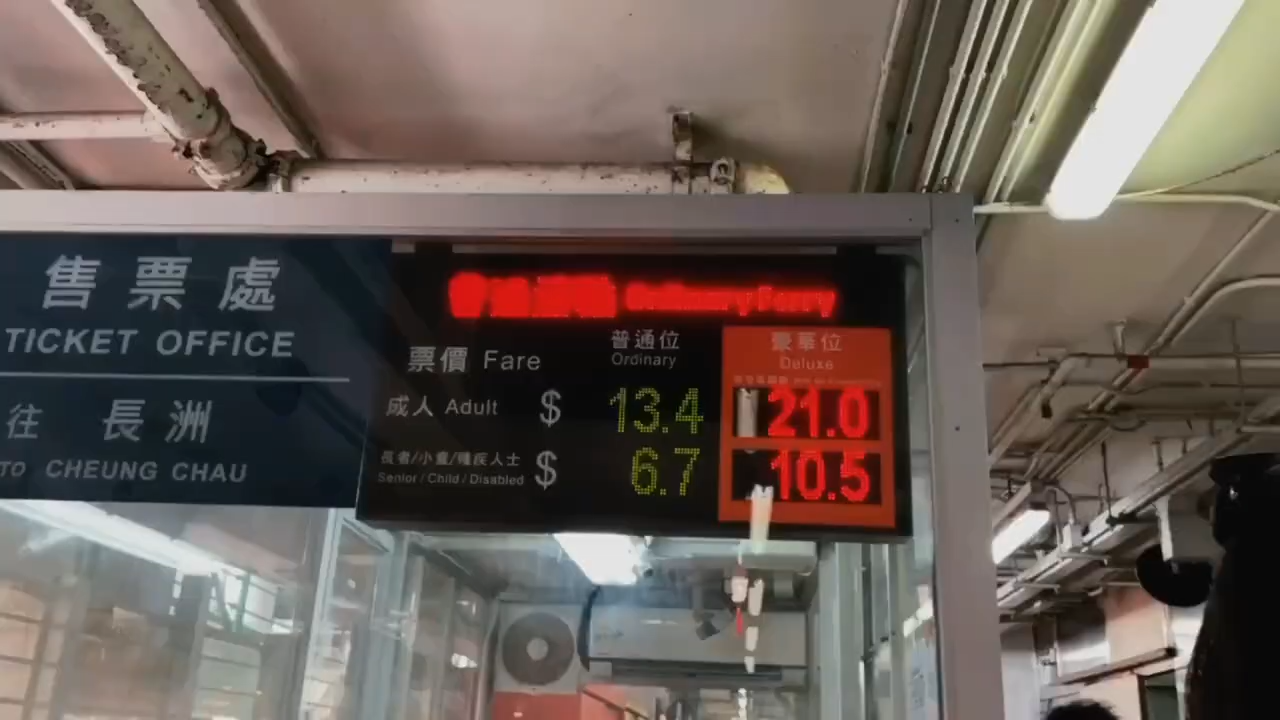 售票處
TICKET OFFICE
往 長洲
TO CHEUNG CHAU
Ordinary Ferry
票價 Fare
普通位
Ordinary
豪華位
Deluxe
成人 Adult $ 13.4 21.0
長者/小童/殘疾人士
Senior / Child / Disabled
$ 6.7 10.5